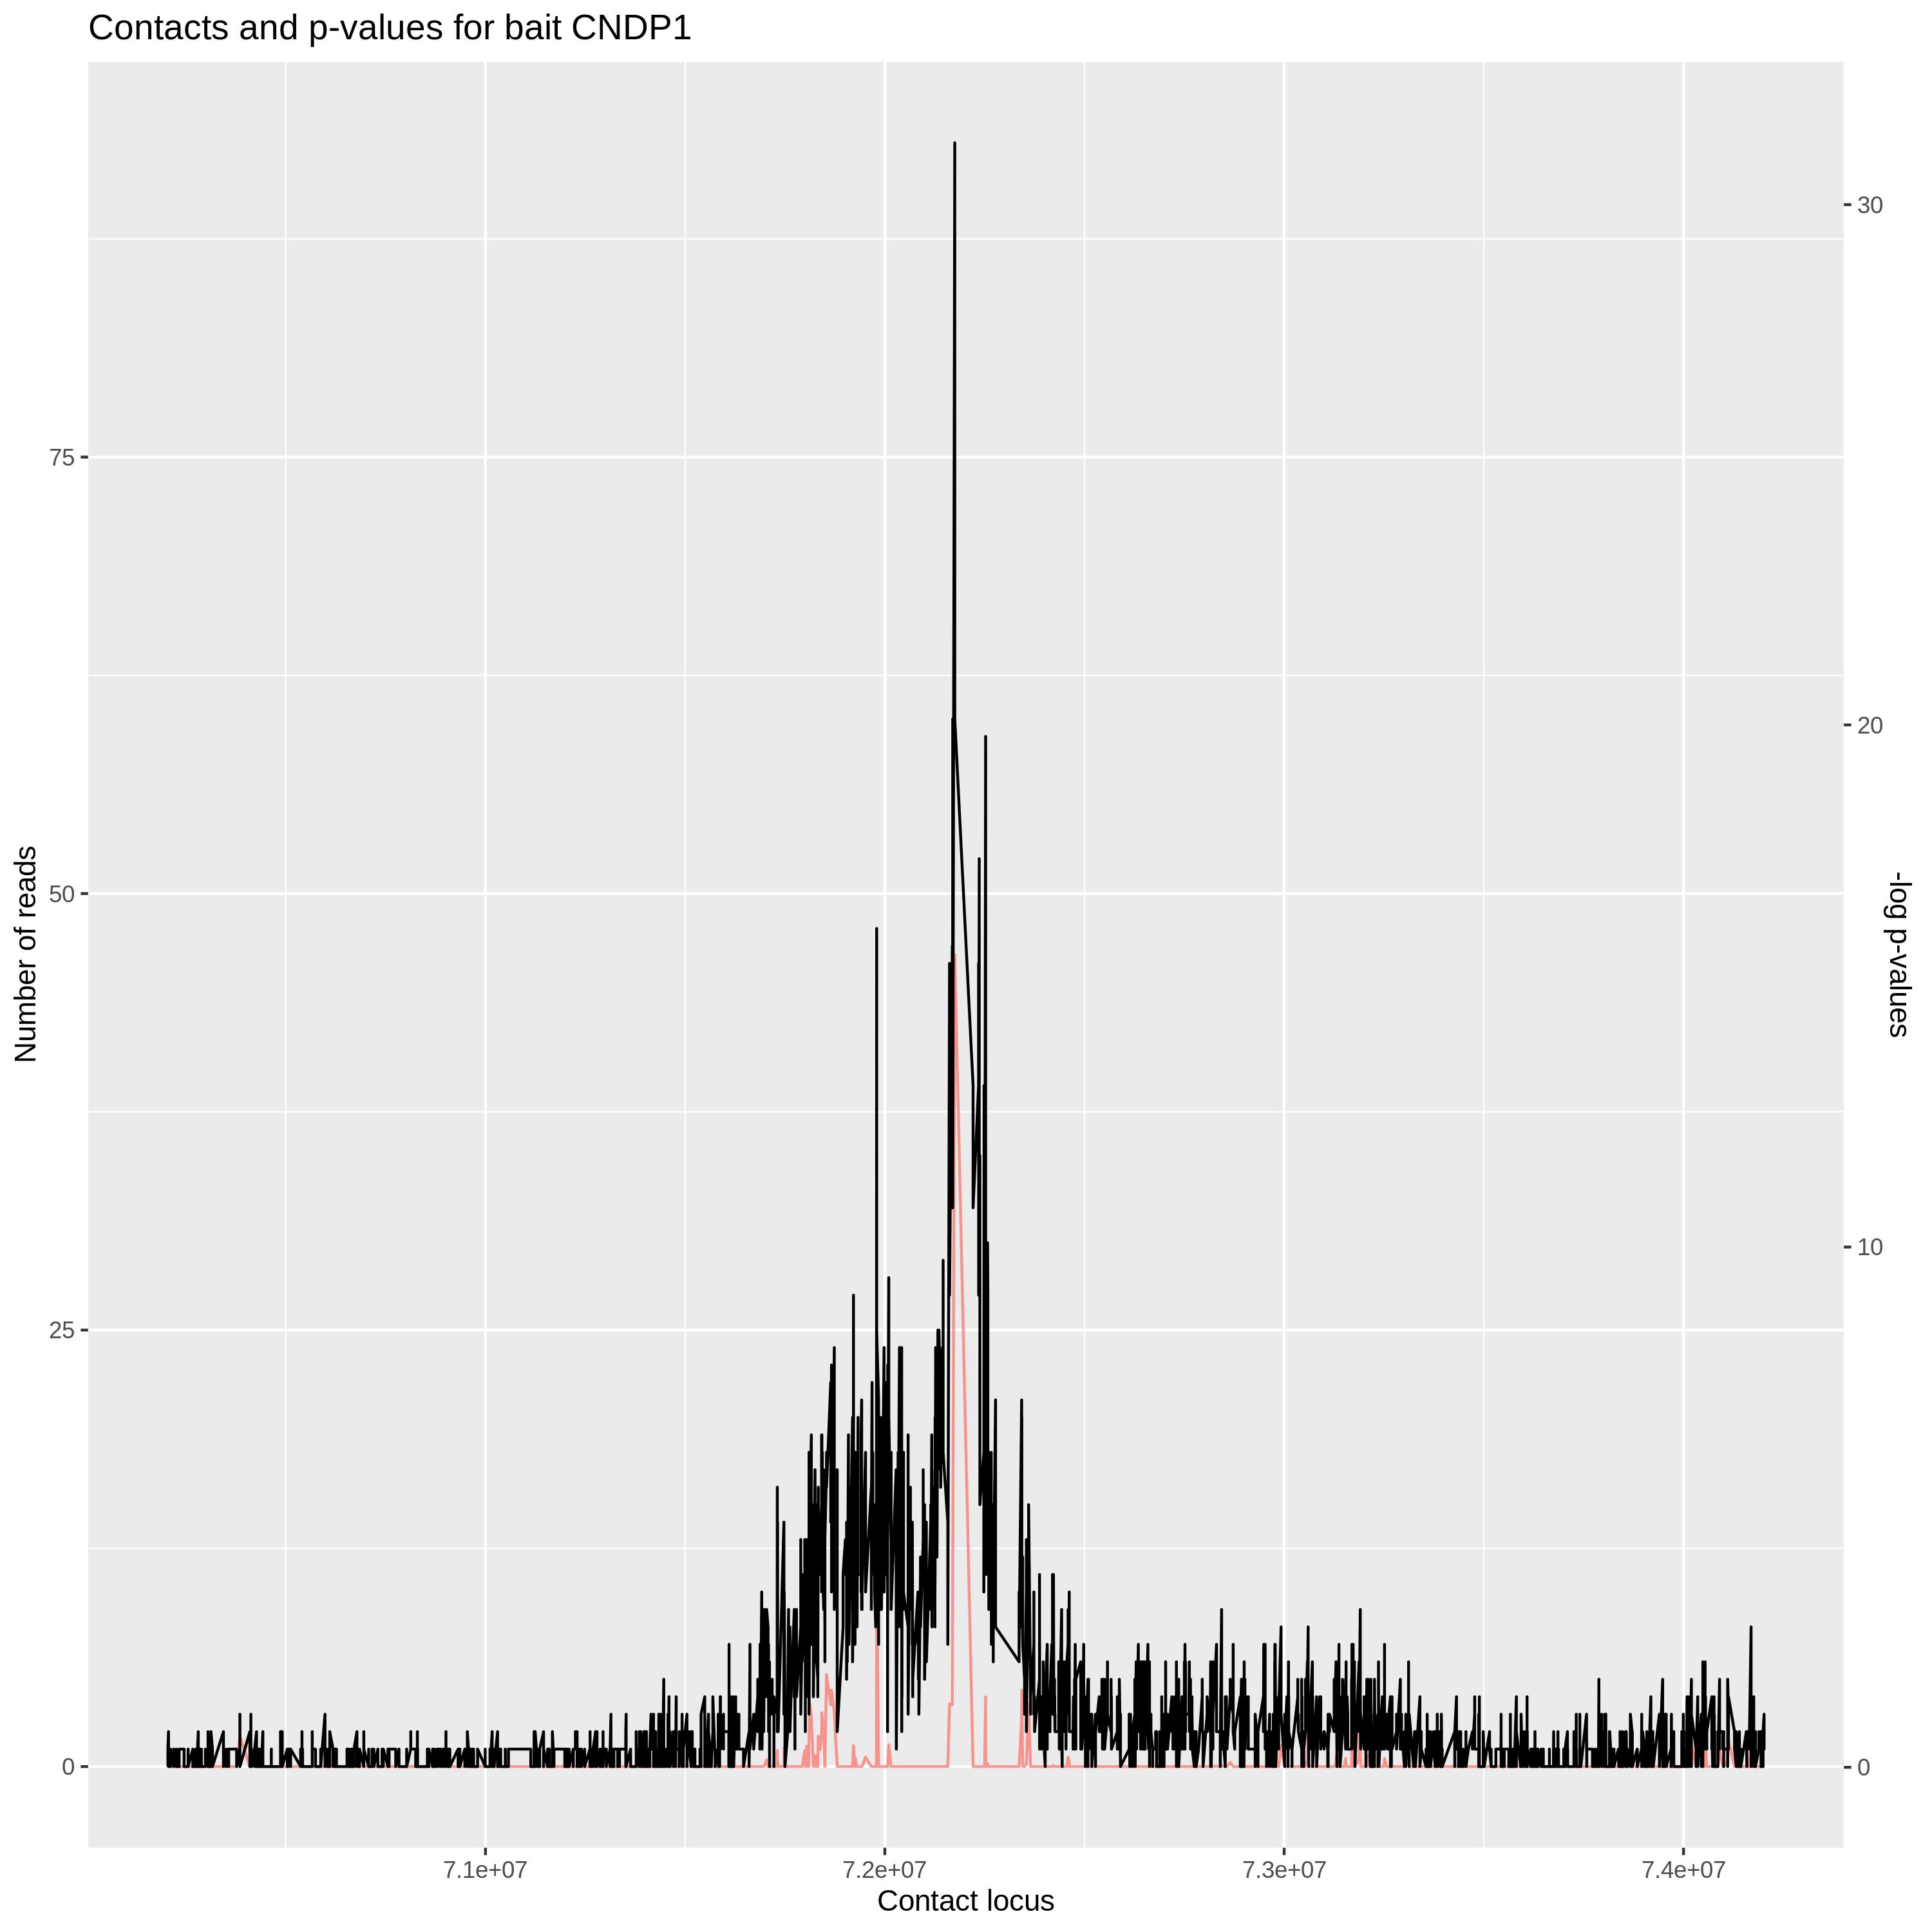 Contacts and p-values for bait CNDP1
30
75
20
50
Number of reads
-log p-values
10
25
0
0
7.1e+07
7.2e+07
7.3e+07
7.4e+07
Contact locus